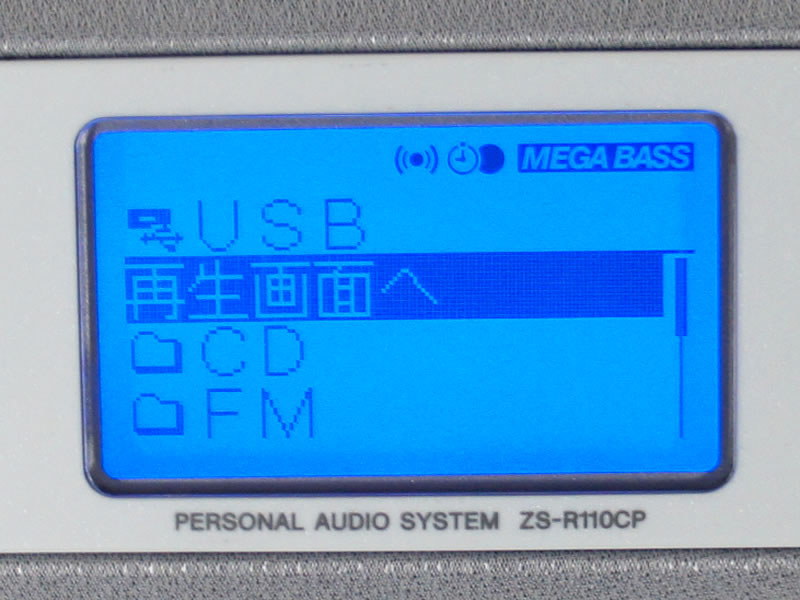 MEGA BASS
USB
再生画面へ
CD
FM
PERSONAL AUDIO SYSTEM ZS-R110CP